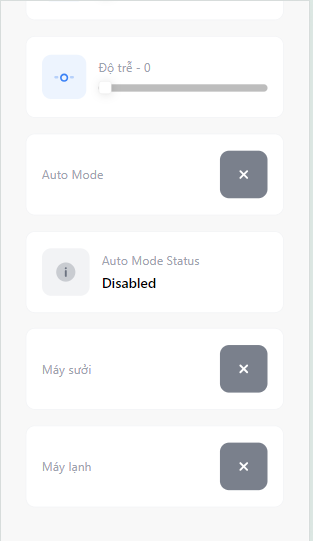 Độ trễ - 0
Auto Mode
Auto Mode Status
Disabled
Máy sưởi
Máy lạnh